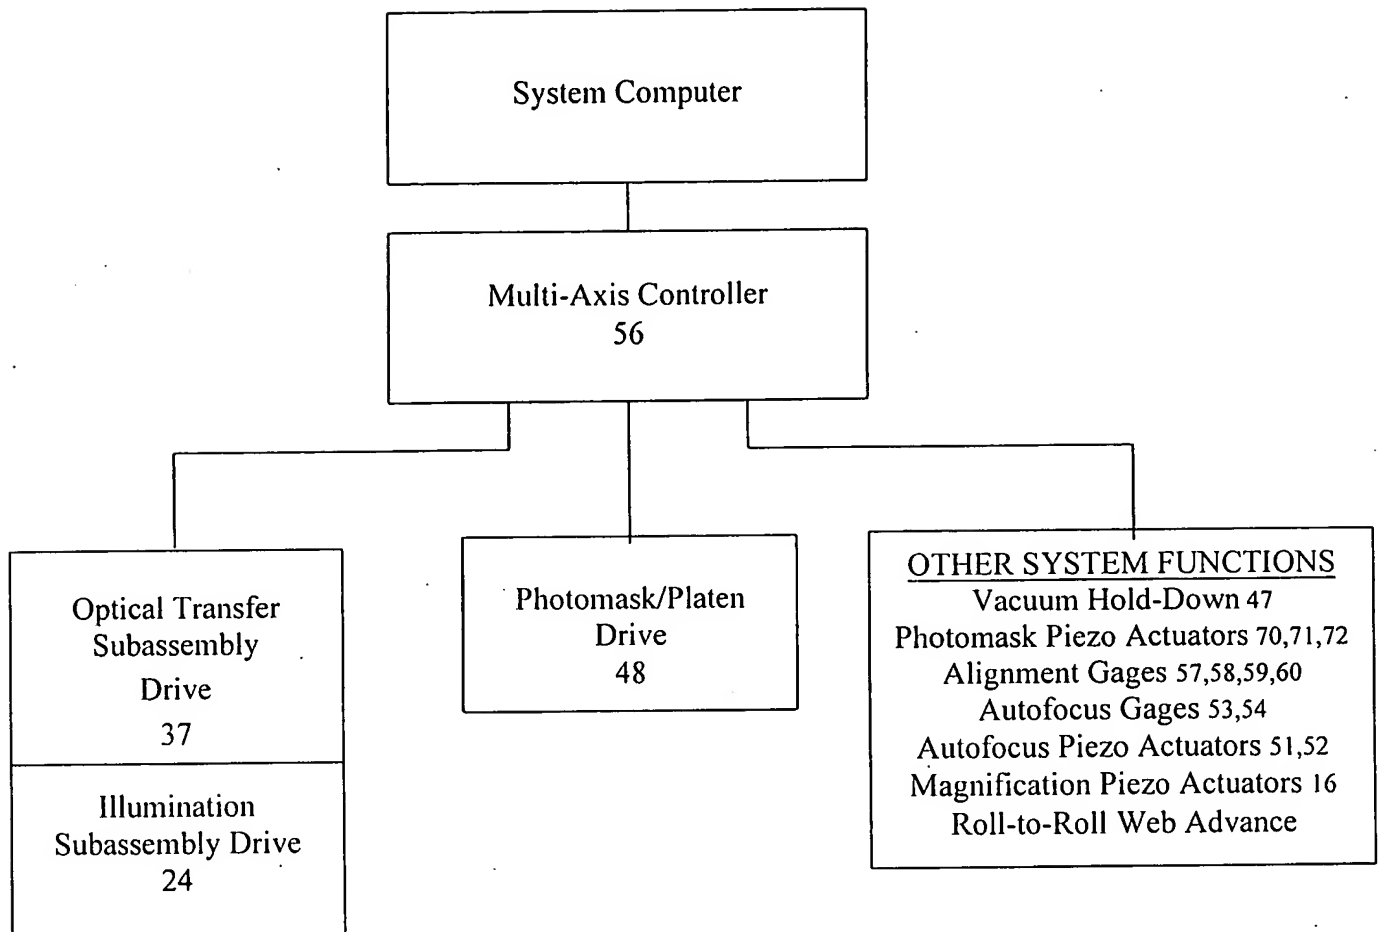 System Computer
Multi-Axis Controller
56
Optical Transfer
Subassembly
Drive
37
Illumination
Subassembly Drive
24
Photomask/Platen
Drive
48
OTHER SYSTEM FUNCTIONS
Vacuum Hold-Down 47
Photomask Piezo Actuators 70,71,72
Alignment Gages 57,58,59,60
Autofocus Gages 53,54
Autofocus Piezo Actuators 51,52
Magnification Piezo Actuators 16
Roll-to-Roll Web Advance